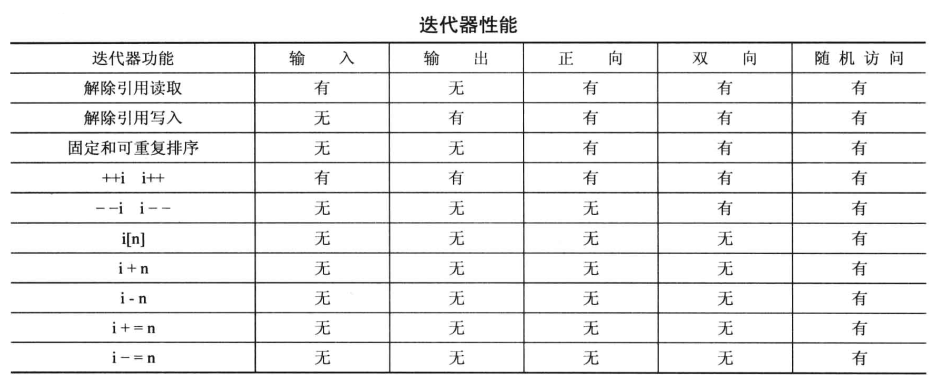 迭代器性能
迭代器功能 输入 输出 正向 双向 随机访问
解除引用读取 有 无 有 有 有
解除引用写入 无 有 有 有 有
固定和可重复排序 无 无 有 有 有
++i i++ 有 有 有 有 有
--i i-- 无 无 无 有 有
i[n] 无 无 无 无 有
i + n 无 无 无 无 有
i - n 无 无 无 无 有
i + = n 无 无 无 无 有
i - = n 无 无 无 无 有